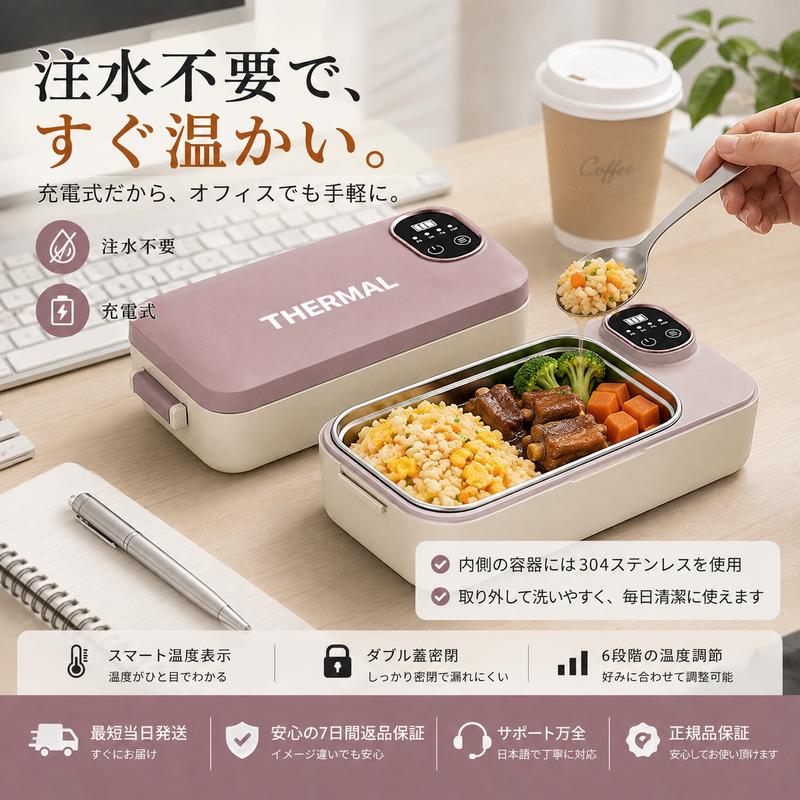 注水不要で、
すぐ温かい。
充電式だから、オフィスでも手軽に。
注水不要
充電式
THERMAL
Coffee
内側の容器には304ステンレスを使用
取り外して洗いやすく、毎日清潔に使えます
スマート温度表示
温度がひと目でわかる
ダブル蓋密閉
しっかり密閉で漏れにくい
6段階の温度調節
好みに合わせて調整可能
最短当日発送
すぐにお届け
安心の7日間返品保証
イメージ違いでも安心
サポート万全
日本語で丁寧に対応
正規品保証
安心してお使い頂けます